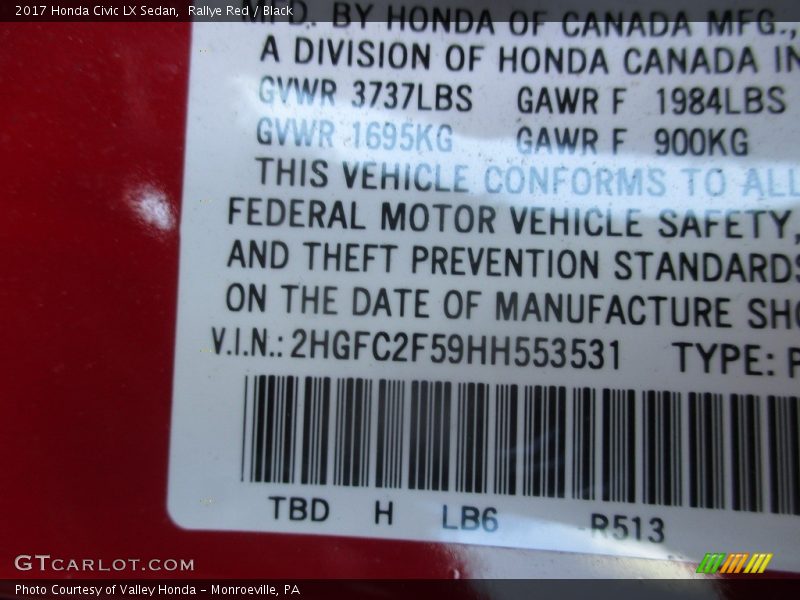 2017 Honda Civic LX Sedan, Rallye Red / Black
MFD. BY HONDA OF CANADA MFG.,
A DIVISION OF HONDA CANADA IN
GVWR 3737LBS GAWR F 1984LBS
GVWR 1695KG GAWR F 900KG
THIS VEHICLE CONFORMS TO ALL
FEDERAL MOTOR VEHICLE SAFETY,
AND THEFT PREVENTION STANDARDS
ON THE DATE OF MANUFACTURE SHO
V.I.N.: 2HGFC2F59HH553531 TYPE: P
TBD H LB6 -R513
GTCARLOT.COM
Photo Courtesy of Valley Honda - Monroeville, PA